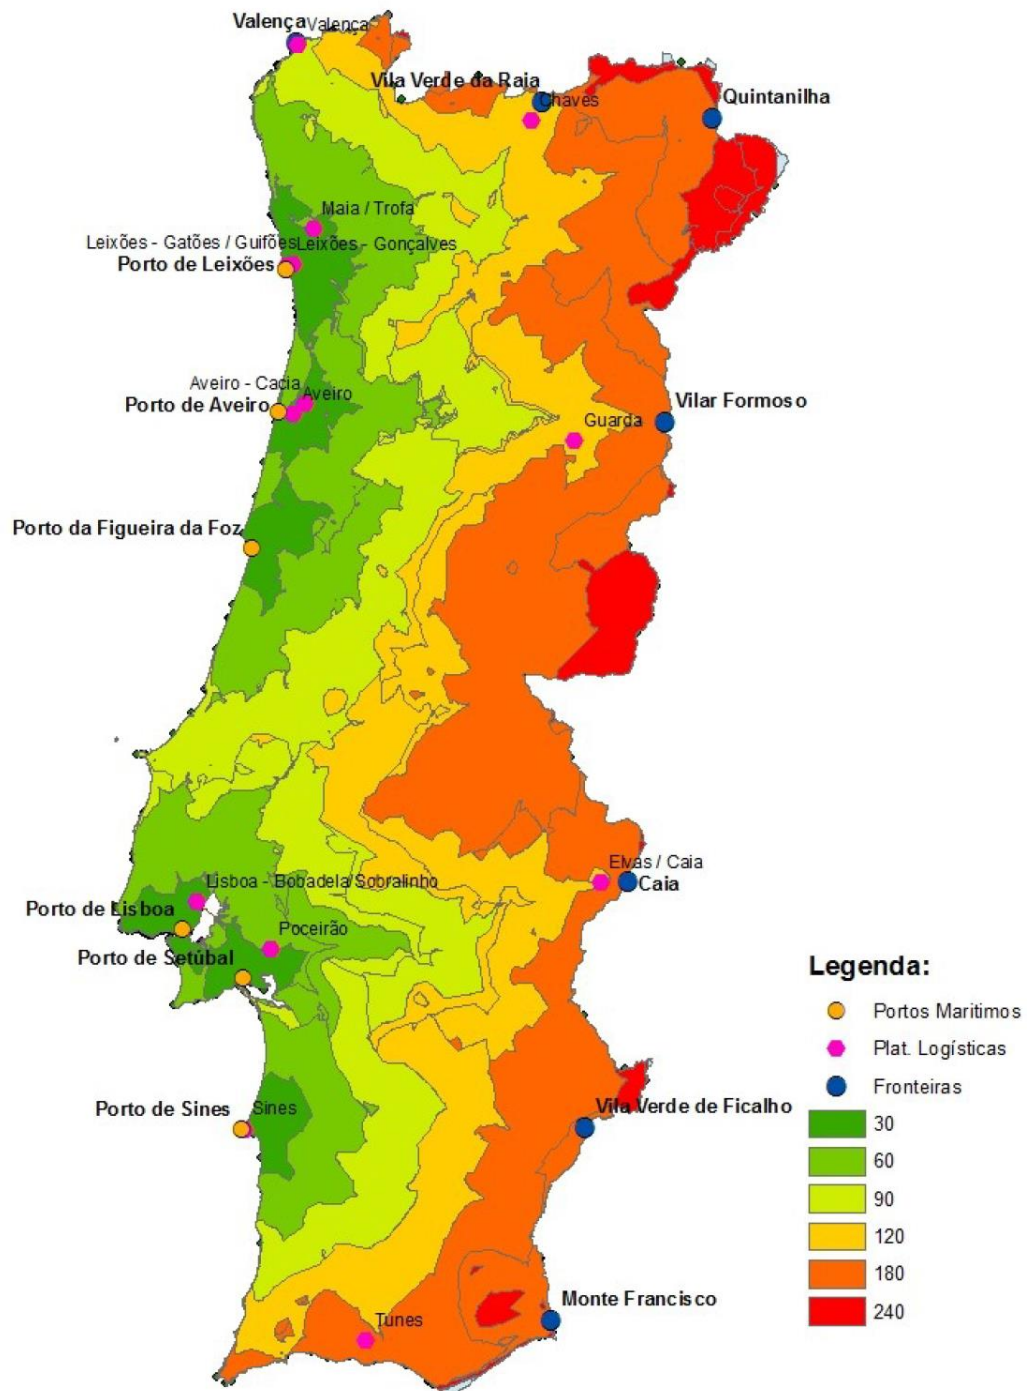 Valença
Valença
Vila Verde da Raia
Chaves
Quintanilha
Maia / Trofa
Leixões - Gatões / Guifões
Leixões - Gonçalves
Porto de Leixões
Aveiro - Cacia
Aveiro
Porto de Aveiro
Vilar Formoso
Guarda
Porto da Figueira da Foz
Elvas / Caia
Caia
Lisboa - Bobadela/Sobralinho
Porto de Lisboa
Poceirão
Porto de Setúbal
Legenda:
Portos Maritimos
Plat. Logísticas
Fronteiras
Porto de Sines
Sines
Vila Verde de Ficalho
30
60
90
120
180
240
Monte Francisco
Tunes